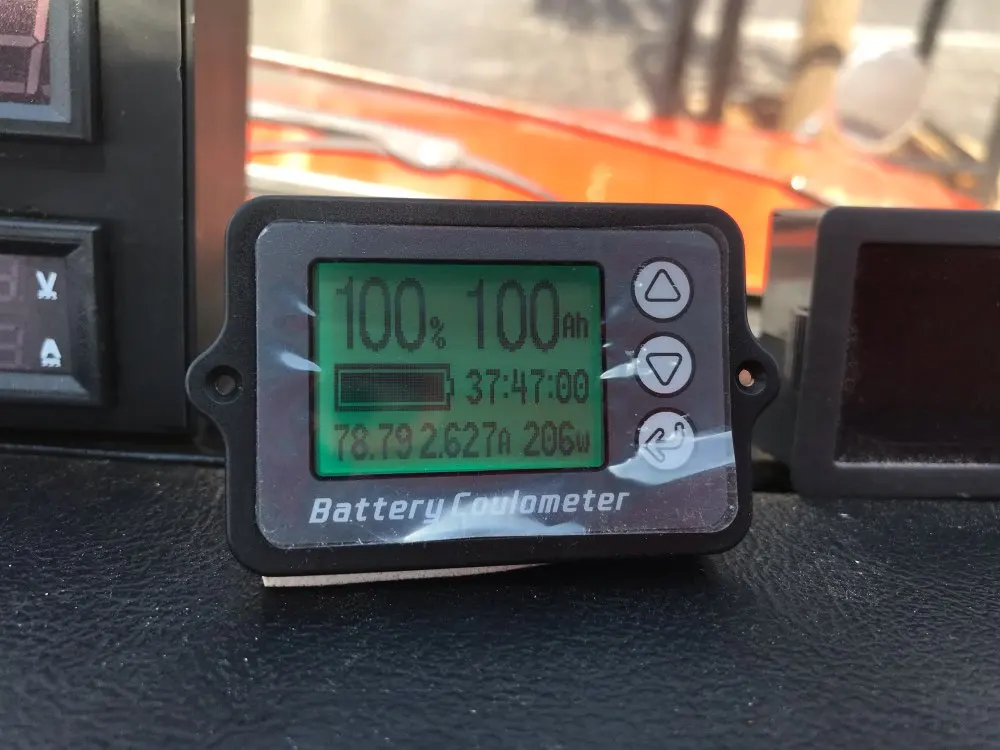 100% 100Ah
37:47:00
78.79 2.627A 206W
Battery Coulometer
V
A